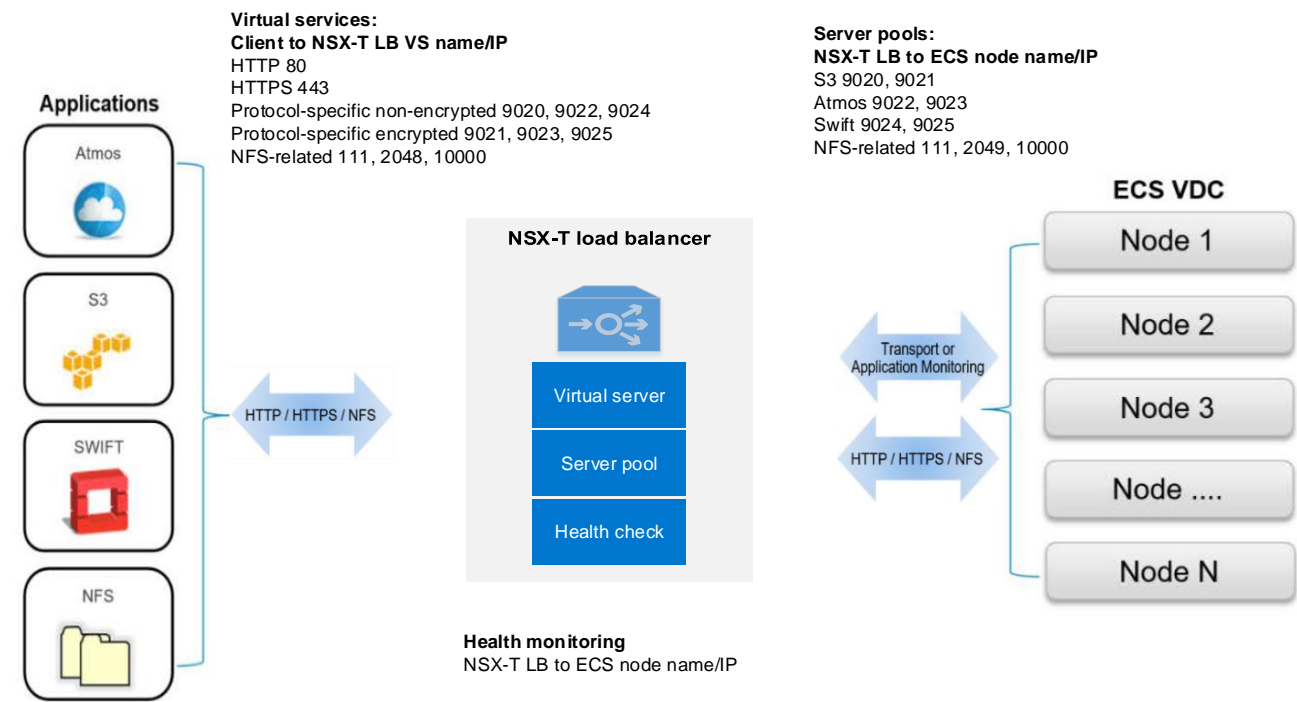 Virtual services:
Client to NSX-T LB VS name/IP
HTTP 80
HTTPS 443
Protocol-specific non-encrypted 9020, 9022, 9024
Protocol-specific encrypted 9021, 9023, 9025
NFS-related 111, 2048, 10000
Server pools:
NSX-T LB to ECS node name/IP
S3 9020, 9021
Atmos 9022, 9023
Swift 9024, 9025
NFS-related 111, 2049, 10000
Applications
Atmos
S3
SWIFT
NFS
HTTP / HTTPS / NFS
NSX-T load balancer
Virtual server
Server pool
Health check
Transport or
Application Monitoring
HTTP / HTTPS / NFS
ECS VDC
Node 1
Node 2
Node 3
Node ....
Node N
Health monitoring
NSX-T LB to ECS node name/IP